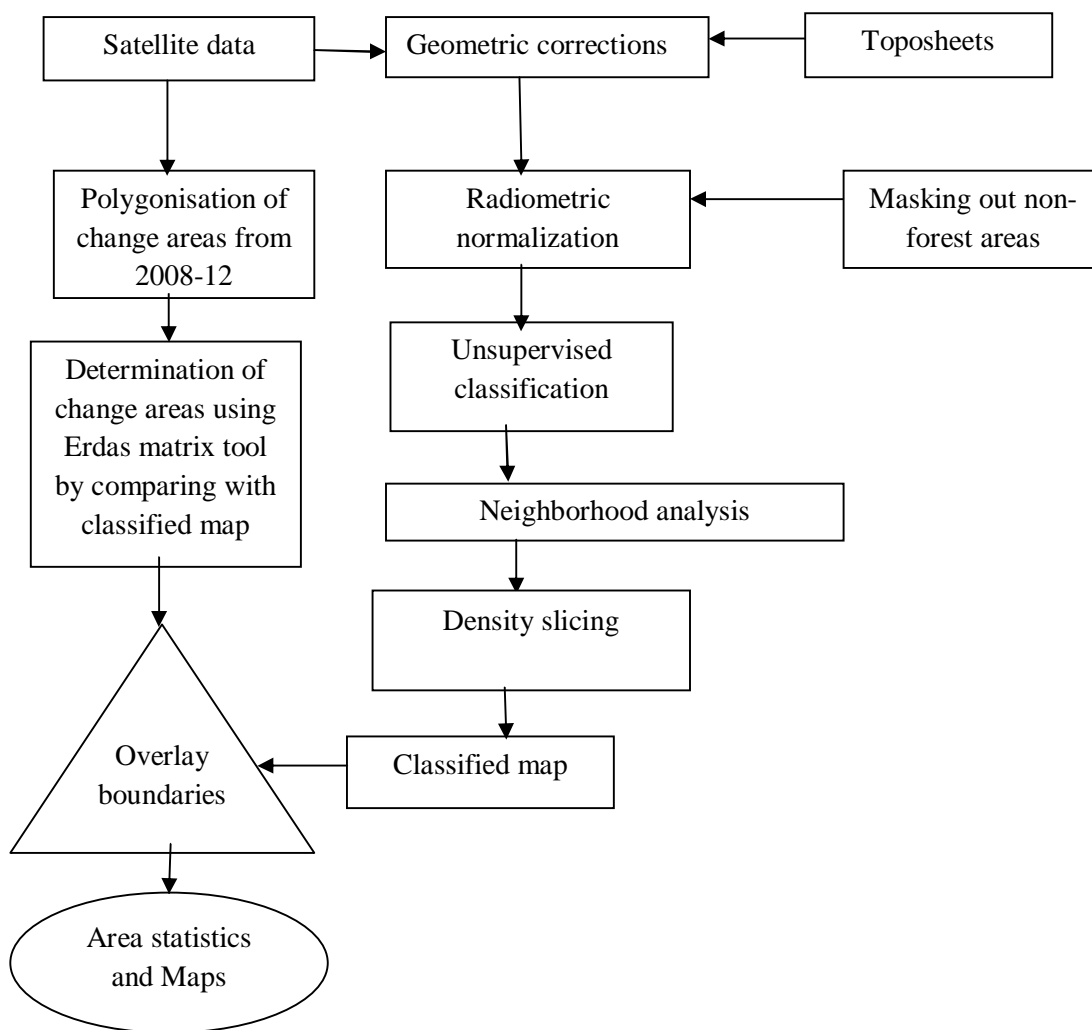 Satellite data
Geometric corrections
Toposheets
Polygonisation of
change areas from
2008-12
Radiometric
normalization
Masking out non-
forest areas
Determination of
change areas using
Erdas matrix tool
by comparing with
classified map
Unsupervised
classification
Neighborhood analysis
Density slicing
Overlay
boundaries
Classified map
Area statistics
and Maps